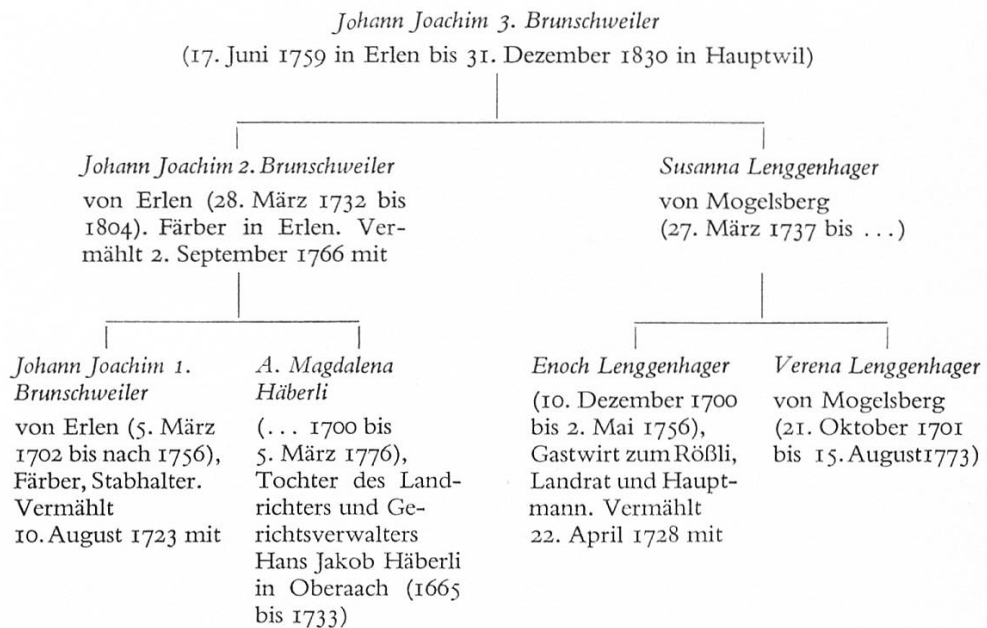 Johann Joachim 3. Brunschweiler
(17. Juni 1759 in Erlen bis 31. Dezember 1830 in Hauptwil)
Johann Joachim 2. Brunschweiler
von Erlen (28. März 1732 bis
1804). Färber in Erlen. Ver-
mählt 2. September 1766 mit
Susanna Lenggenhager
von Mogelsberg
(27. März 1737 bis ...)
Johann Joachim 1.
Brunschweiler
von Erlen (5. März
1702 bis nach 1756),
Färber, Stabhalter.
Vermählt
10. August 1723 mit
A. Magdalena
Häberli
(... 1700 bis
5. März 1776),
Tochter des Land-
richters und Ge-
richtsverwalters
Hans Jakob Häberli
in Oberaach (1665
bis 1733)
Enoch Lenggenhager
(10. Dezember 1700
bis 2. Mai 1756),
Gastwirt zum Rößli,
Landrat und Haupt-
mann. Vermählt
22. April 1728 mit
Verena Lenggenhager
von Mogelsberg
(21. Oktober 1701
bis 15. August 1773)